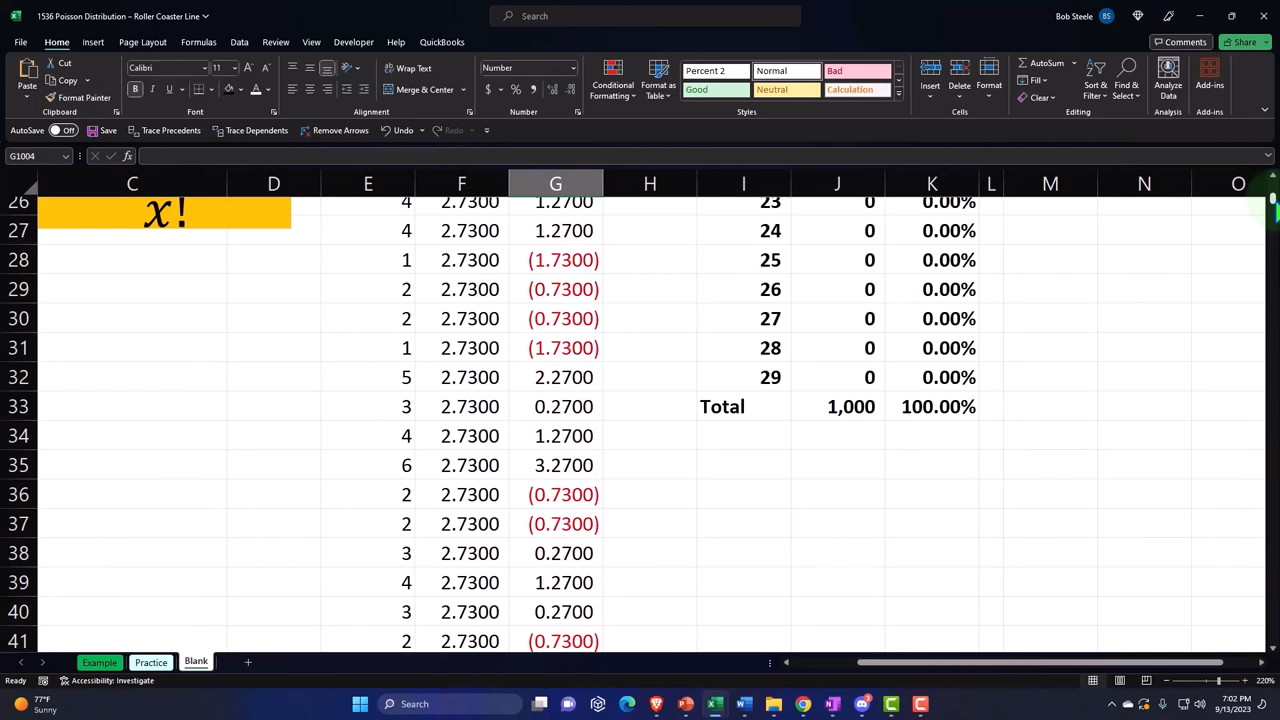 1536 Poisson Distribution – Roller Coaster Line
Search
Bob Steele BS
File Home Insert Page Layout Formulas Data Review View Developer Help QuickBooks
Comments Share
Paste
Cut
Copy
Format Painter
Clipboard
Calibri 11
B I U
Font
Wrap Text
Merge & Center
Alignment
Number
$ % 9
Number
Conditional Formatting
Format as Table
Percent 2 Normal Bad
Good Neutral Calculation
Styles
Insert Delete Format
Cells
AutoSum
Fill
Clear
Sort & Filter
Find & Select
Editing
Analyze Data
Analysis
Add-ins
Add-ins
AutoSave Off Save Trace Precedents Trace Dependents Remove Arrows Undo Redo
G1004 fx
C D E F G H I J K L M N O
26 x! 4 2.7300 1.2700 23 0 0.00%
27 4 2.7300 1.2700 24 0 0.00%
28 1 2.7300 (1.7300) 25 0 0.00%
29 2 2.7300 (0.7300) 26 0 0.00%
30 2 2.7300 (0.7300) 27 0 0.00%
31 1 2.7300 (1.7300) 28 0 0.00%
32 5 2.7300 2.2700 29 0 0.00%
33 3 2.7300 0.2700 Total 1,000 100.00%
34 4 2.7300 1.2700
35 6 2.7300 3.2700
36 2 2.7300 (0.7300)
37 2 2.7300 (0.7300)
38 3 2.7300 0.2700
39 4 2.7300 1.2700
40 3 2.7300 0.2700
41 2 2.7300 (0.7300)
Example Practice Blank
Ready Accessibility: Investigate 220%
77°F
Sunny
Search
7:02 PM
9/13/2023